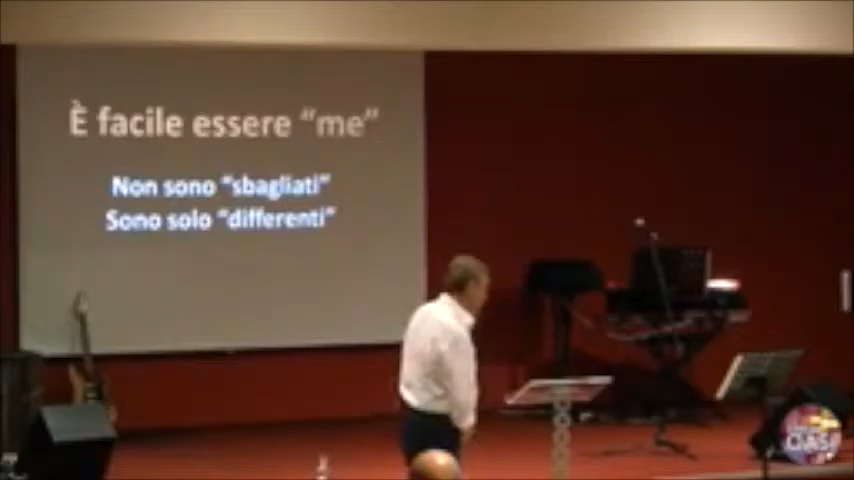 È facile essere “me”
Non sono “sbagliati”
Sono solo “differenti”